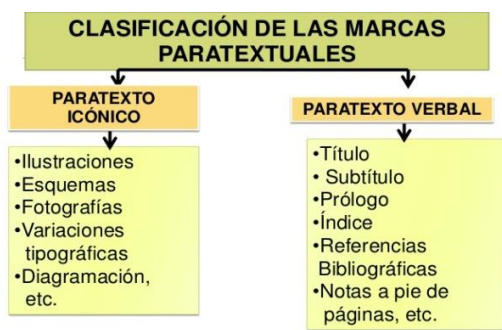 CLASIFICACIÓN DE LAS MARCAS
PARATEXTUALES
PARATEXTO
ICÓNICO
•Ilustraciones
•Esquemas
•Fotografías
•Variaciones
tipográficas
•Diagramación,
etc.
PARATEXTO VERBAL
•Título
• Subtítulo
•Prólogo
•Índice
•Referencias
Bibliográficas
•Notas a pie de
páginas, etc.